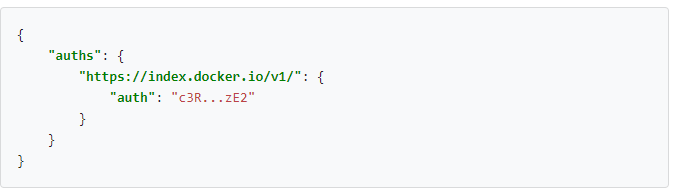 {
    "auths": {
        "https://index.docker.io/v1/": {
            "auth": "c3R...zE2"
        }
    }
}